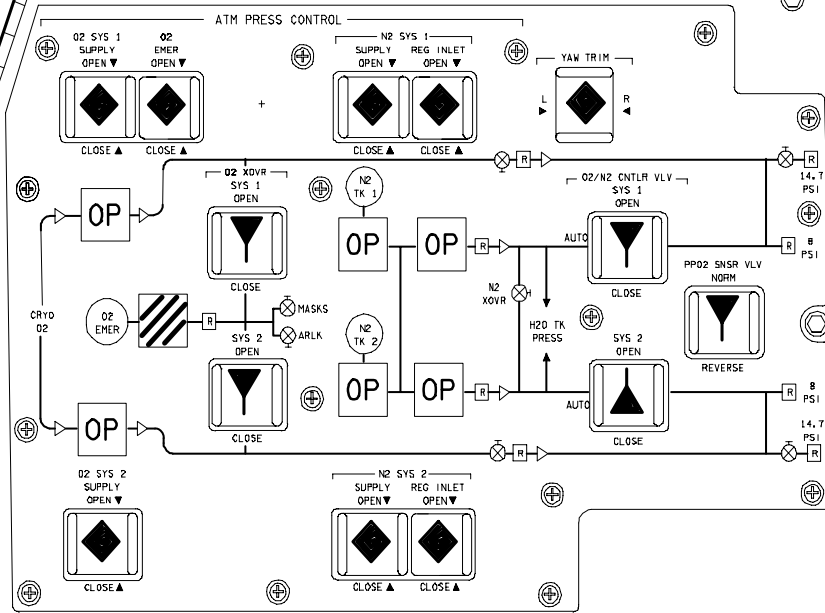 ATM PRESS CONTROL
O2 SYS 1
SUPPLY
OPEN ▼
O2
EMER
OPEN ▼
N2 SYS 1
SUPPLY
OPEN ▼
REG INLET
OPEN ▼
YAW TRIM
L
R
CLOSE ▲
CLOSE ▲
CLOSE ▲
CLOSE ▲
R
R
14.7
PSI
O2 XOVR
SYS 1
OPEN
N2
TK 1
O2/N2 CNTLR VLV
SYS 1
OPEN
OP
OP
OP
R
AUTO
R
8
PSI
CLOSE
CLOSE
PPO2 SNSR VLV
NORM
CRYO
O2
O2
EMER
R
MASKS
ARLK
N2
XOVR
H2O TK
PRESS
SYS 2
OPEN
N2
TK 2
SYS 2
OPEN
REVERSE
OP
OP
OP
R
AUTO
R
8
PSI
CLOSE
CLOSE
14.7
PSI
R
R
O2 SYS 2
SUPPLY
OPEN ▼
N2 SYS 2
SUPPLY
OPEN ▼
REG INLET
OPEN ▼
CLOSE ▲
CLOSE ▲
CLOSE ▲